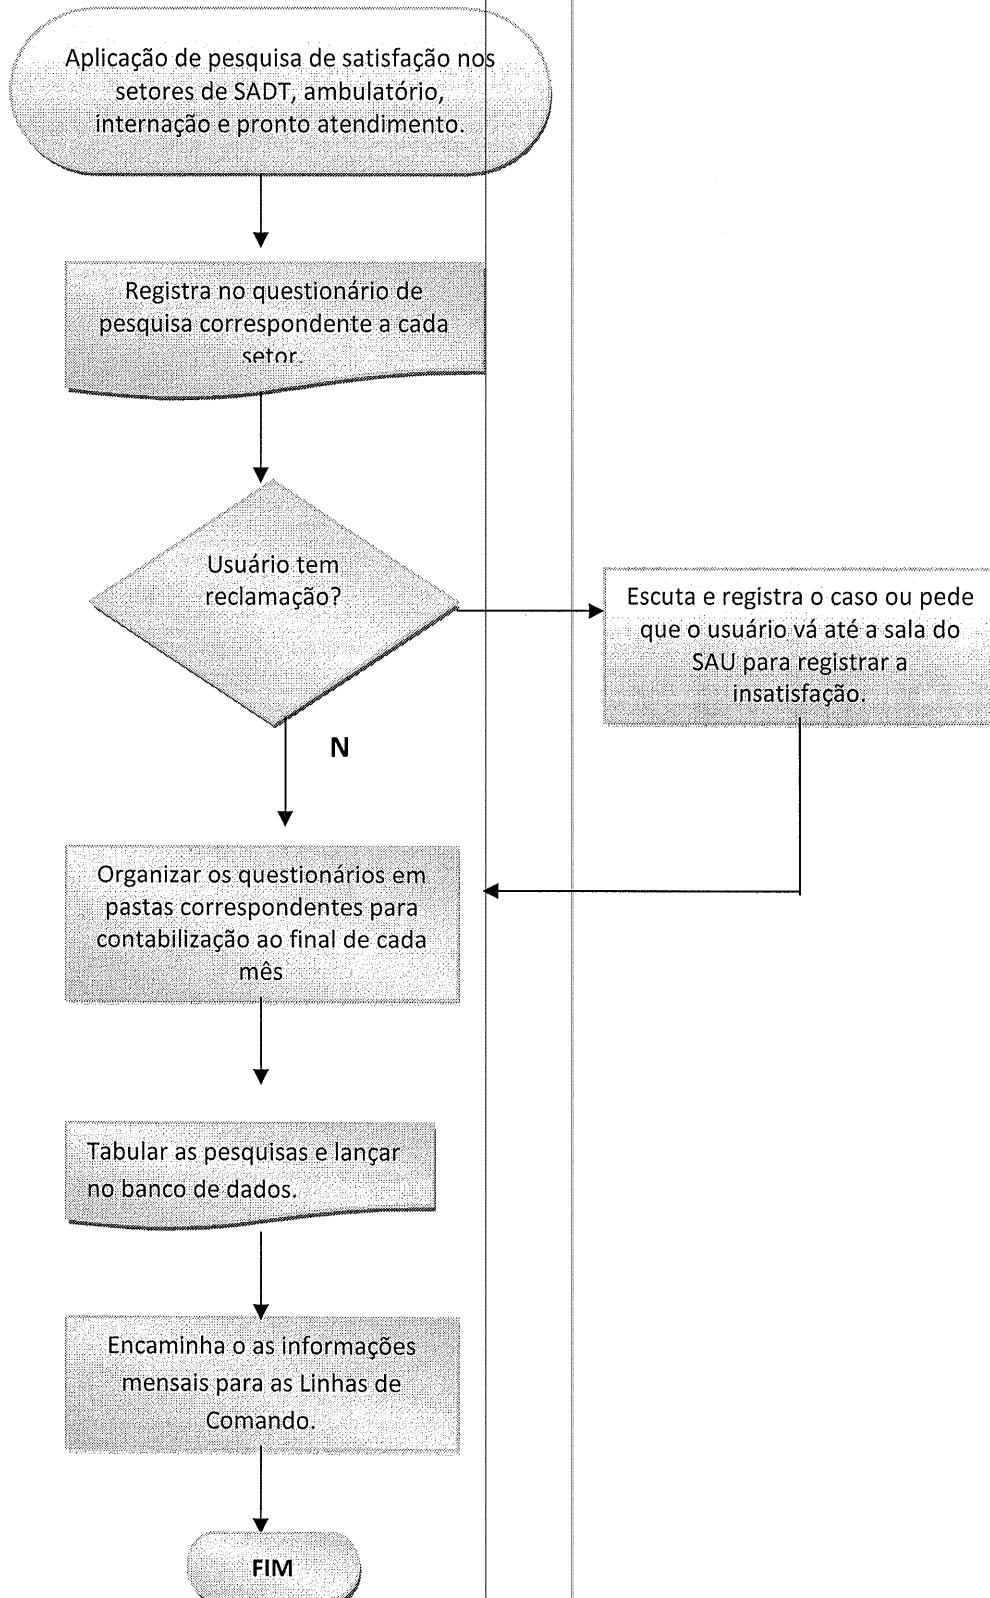 Aplicação de pesquisa de satisfação nos
setores de SADT, ambulatório,
internação e pronto atendimento.
Registra no questionário de
pesquisa correspondente a cada
setor.
Usuário tem
reclamação?
Escuta e registra o caso ou pede
que o usuário vá até a sala do
SAU para registrar a
insatisfação.
N
Organizar os questionários em
pastas correspondentes para
contabilização ao final de cada
mês
Tabular as pesquisas e lançar
no banco de dados.
Encaminha o as informações
mensais para as Linhas de
Comando.
FIM